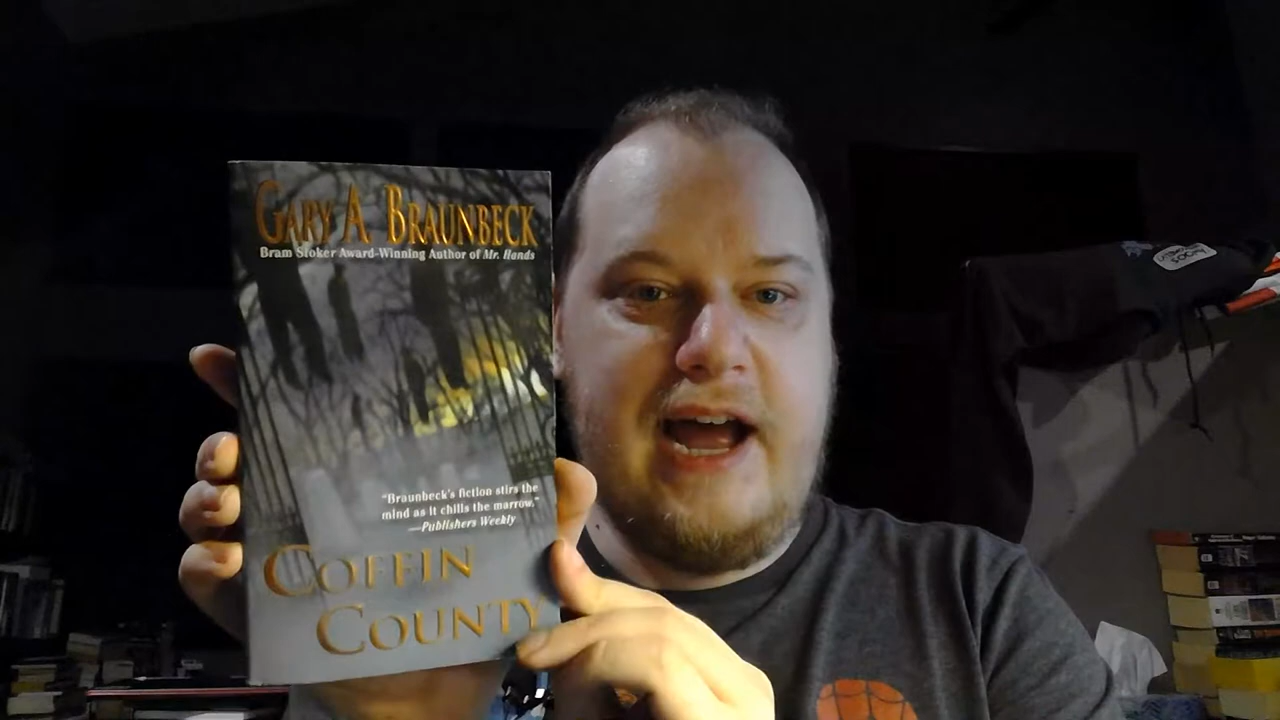 GARY A. BRAUNBECK
Bram Stoker Award-Winning Author of Mr. Hands
"Braunbeck's fiction stirs the
mind as it chills the marrow."
—Publishers Weekly
COFFIN
COUNTY